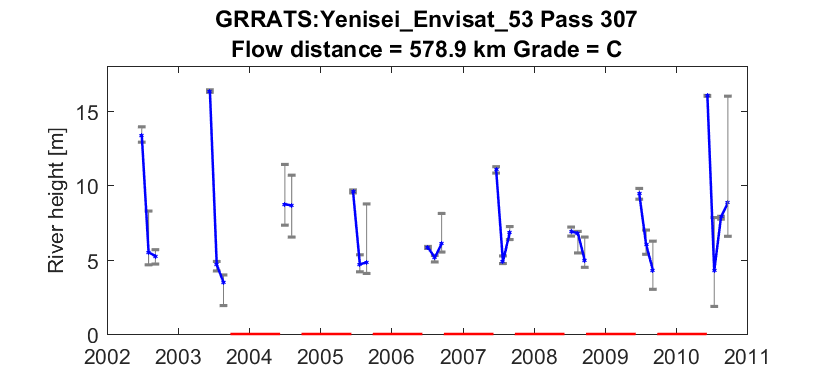 GRRATS:Yenisei_Envisat_53 Pass 307
Flow distance = 578.9 km Grade = C
River height [m]
15
10
5
0
2002 2003 2004 2005 2006 2007 2008 2009 2010 2011